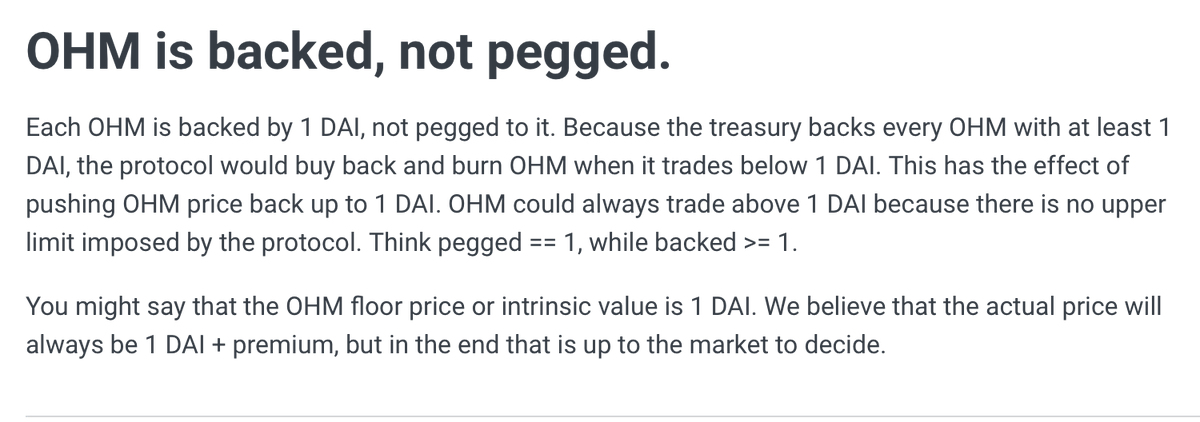 OHM is backed, not pegged.
Each OHM is backed by 1 DAI, not pegged to it. Because the treasury backs every OHM with at least 1
DAI, the protocol would buy back and burn OHM when it trades below 1 DAI. This has the effect of
pushing OHM price back up to 1 DAI. OHM could always trade above 1 DAI because there is no upper
limit imposed by the protocol. Think pegged == 1, while backed >= 1.
You might say that the OHM floor price or intrinsic value is 1 DAI. We believe that the actual price will
always be 1 DAI + premium, but in the end that is up to the market to decide.